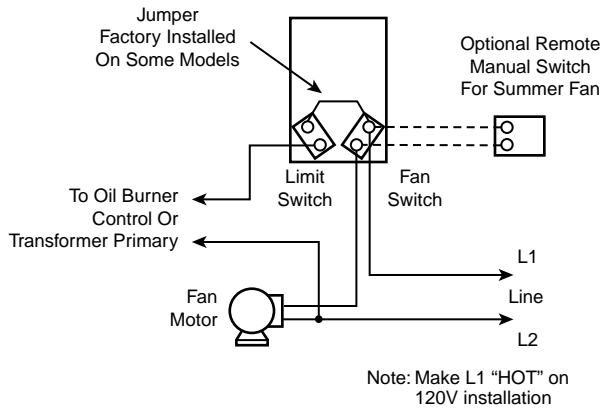 Jumper
Factory Installed
On Some Models
Optional Remote
Manual Switch
For Summer Fan
Limit
Switch
Fan
Switch
To Oil Burner
Control Or
Transformer Primary
L1
Fan
Motor
Line
L2
Note: Make L1 “HOT” on
120V installation